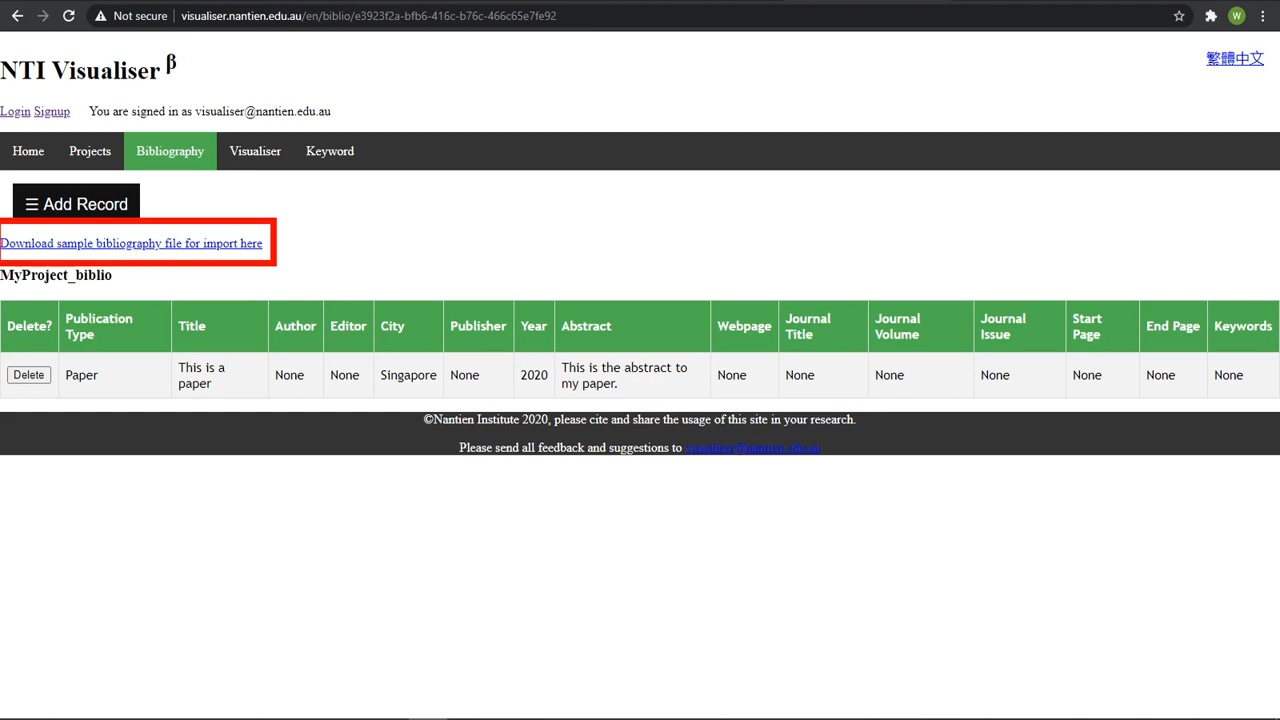 Not secure visualiser.nantien.edu.au/en/biblio/e3923f2a-bfb6-416c-b76c-466c65e7fe92 W
NTI Visualiser β
繁體中文
Login Signup You are signed in as visualiser@nantien.edu.au
Home Projects Bibliography Visualiser Keyword
☰ Add Record
Download sample bibliography file for import here
MyProject_biblio
Delete? Publication Type Title Author Editor City Publisher Year Abstract Webpage Journal Title Journal Volume Journal Issue Start Page End Page Keywords
Delete Paper This is a paper None None Singapore None 2020 This is the abstract to my paper. None None None None None None None
©Nantien Institute 2020, please cite and share the usage of this site in your research.
Please send all feedback and suggestions to visualiser@nantien.edu.au